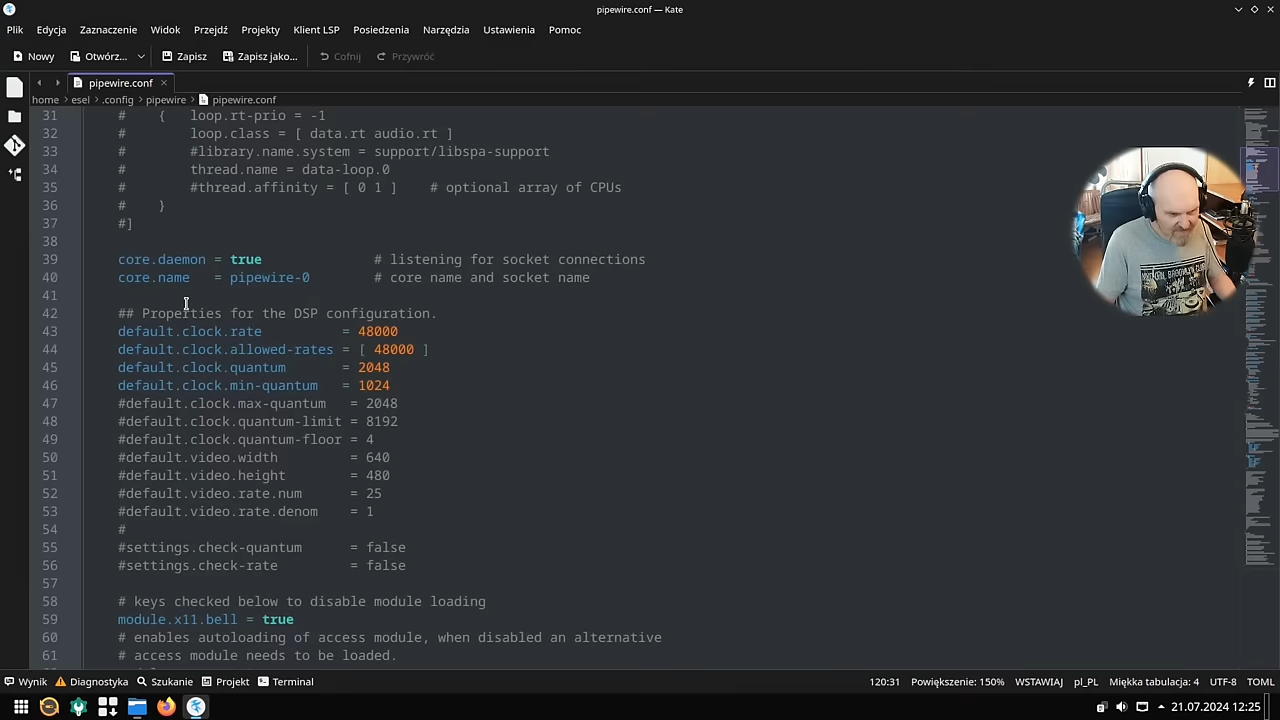 pipewire.conf — Kate
Plik Edycja Zaznaczenie Widok Przejdź Projekty Klient LSP Posiedzenia Narzędzia Ustawienia Pomoc
Nowy Otwórz... Zapisz Zapisz jako... Cofnij Przywróć
pipewire.conf
home esel .config pipewire pipewire.conf
31 # { loop.rt-prio = -1
32 # loop.class = [ data.rt audio.rt ]
33 # #library.name.system = support/libspa-support
34 # thread.name = data-loop.0
35 # #thread.affinity = [ 0 1 ] # optional array of CPUs
36 # }
37 #]
38
39 core.daemon = true # listening for socket connections
40 core.name = pipewire-0 # core name and socket name
41
42 ## Properties for the DSP configuration.
43 default.clock.rate = 48000
44 default.clock.allowed-rates = [ 48000 ]
45 default.clock.quantum = 2048
46 default.clock.min-quantum = 1024
47 #default.clock.max-quantum = 2048
48 #default.clock.quantum-limit = 8192
49 #default.clock.quantum-floor = 4
50 #default.video.width = 640
51 #default.video.height = 480
52 #default.video.rate.num = 25
53 #default.video.rate.denom = 1
54 #
55 #settings.check-quantum = false
56 #settings.check-rate = false
57
58 # keys checked below to disable module loading
59 module.x11.bell = true
60 # enables autoloading of access module, when disabled an alternative
61 # access module needs to be loaded.
Wynik Diagnostyka Szukanie Projekt Terminal 120:31 Powiększenie: 150% WSTAWIAJ pl_PL Miękka tabulacja: 4 UTF-8 TOML
21.07.2024 12:25